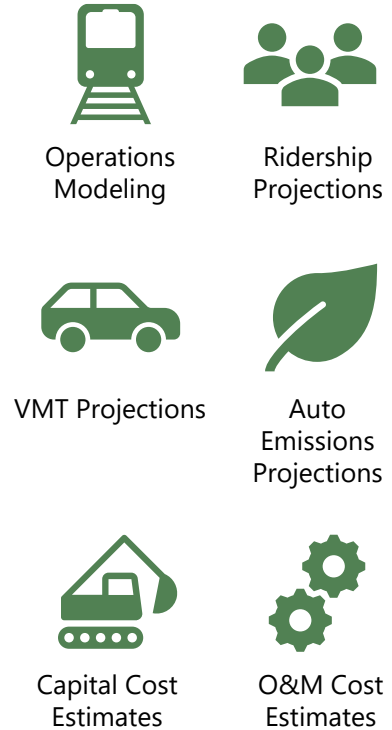 Operations
Modeling
Ridership
Projections
VMT Projections
Auto
Emissions
Projections
Capital Cost
Estimates
O&M Cost
Estimates